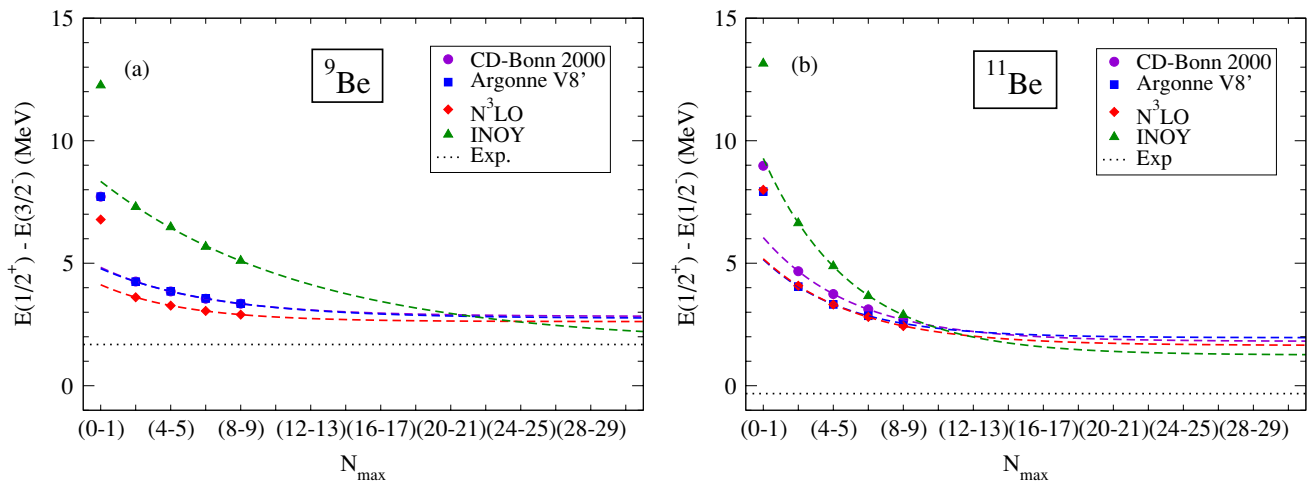 15
10
5
0
E(1/2+) - E(3/2-) (MeV)
(a)
9Be
CD-Bonn 2000
Argonne V8'
N3LO
INOY
Exp.
(0-1) (4-5) (8-9) (12-13)(16-17)(20-21)(24-25)(28-29)
Nmax
15
10
5
0
E(1/2+) - E(1/2-) (MeV)
(b)
11Be
CD-Bonn 2000
Argonne V8'
N3LO
INOY
Exp
(0-1) (4-5) (8-9) (12-13)(16-17)(20-21)(24-25)(28-29)
Nmax